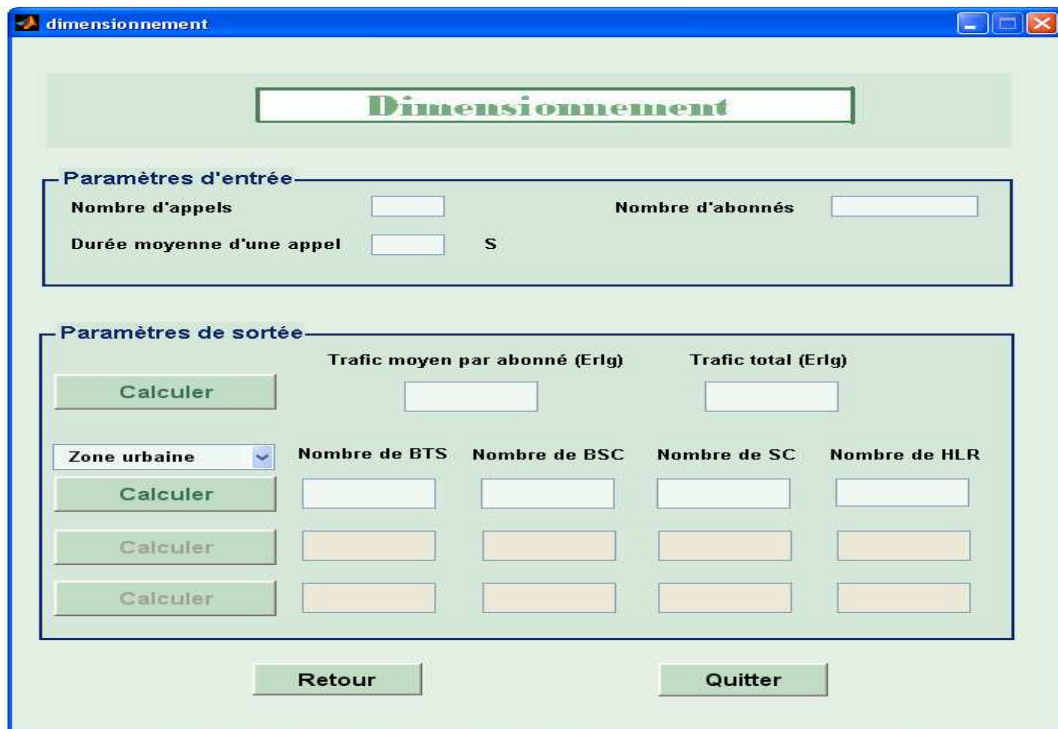 dimensionnement
Dimensionnement
Paramètres d'entrée
Nombre d'appels
Nombre d'abonnés
Durée moyenne d'une appel S
Paramètres de sortée
Trafic moyen par abonné (Erlg) Trafic total (Erlg)
Calculer
Zone urbaine Nombre de BTS Nombre de BSC Nombre de SC Nombre de HLR
Calculer
Calculer
Calculer
Retour Quitter